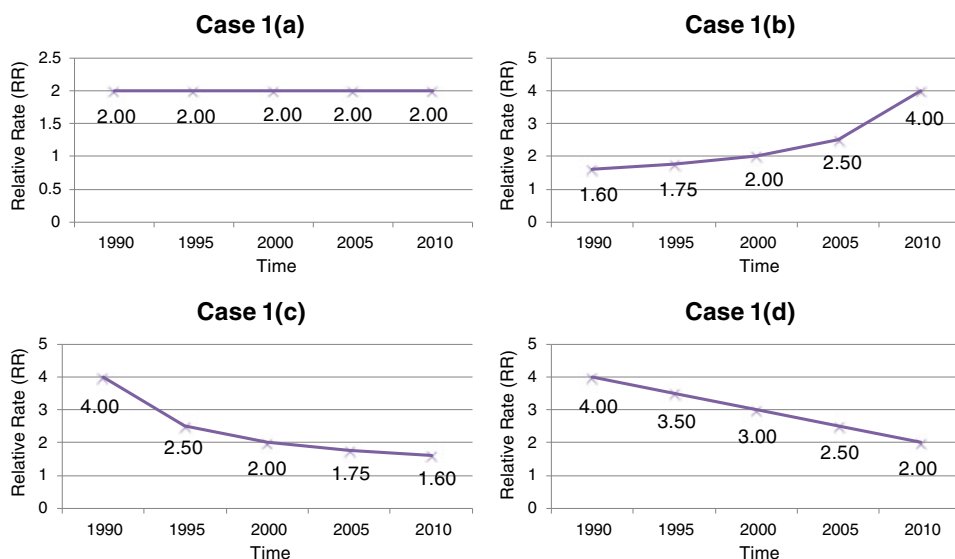 Case 1(a)
Relative Rate (RR)
2.5
2
1.5
1
0.5
0
2.00 2.00 2.00 2.00 2.00
1990 1995 2000 2005 2010
Time
Case 1(b)
Relative Rate (RR)
5
4
3
2
1
0
1.60 1.75 2.00 2.50 4.00
1990 1995 2000 2005 2010
Time
Case 1(c)
Relative Rate (RR)
5
4
3
2
1
0
4.00 2.50 2.00 1.75 1.60
1990 1995 2000 2005 2010
Time
Case 1(d)
Relative Rate (RR)
5
4
3
2
1
0
4.00 3.50 3.00 2.50 2.00
1990 1995 2000 2005 2010
Time